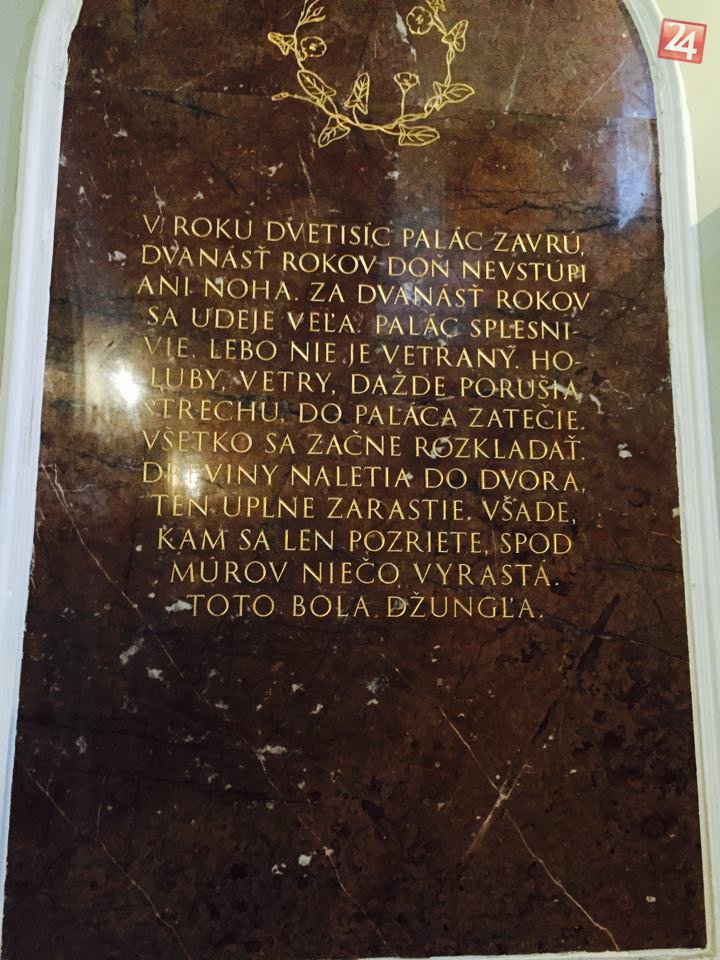 24
V ROKU DVETISÍC PALÁC ZAVRÚ,
DVANÁSŤ ROKOV DOŇ NEVSTÚPI
ANI NOHA. ZA DVANÁSŤ ROKOV
SA UDEJE VEĽA. PALÁC SPLESNI-
VIE, LEBO NIE JE VETRANÝ. HO-
LUBY, VETRY, DAŽDE PORUŠIA
STRECHU, DO PALÁCA ZATEČIE.
VŠETKO SA ZAČNE ROZKLADAŤ.
DREVINY NALETIA DO DVORA,
TEN ÚPLNE ZARASTIE. VŠADE,
KAM SA LEN POZRIETE, SPOD
MÚROV NIEČO VYRASTÁ.
TOTO BOLA DŽUNGĽA.